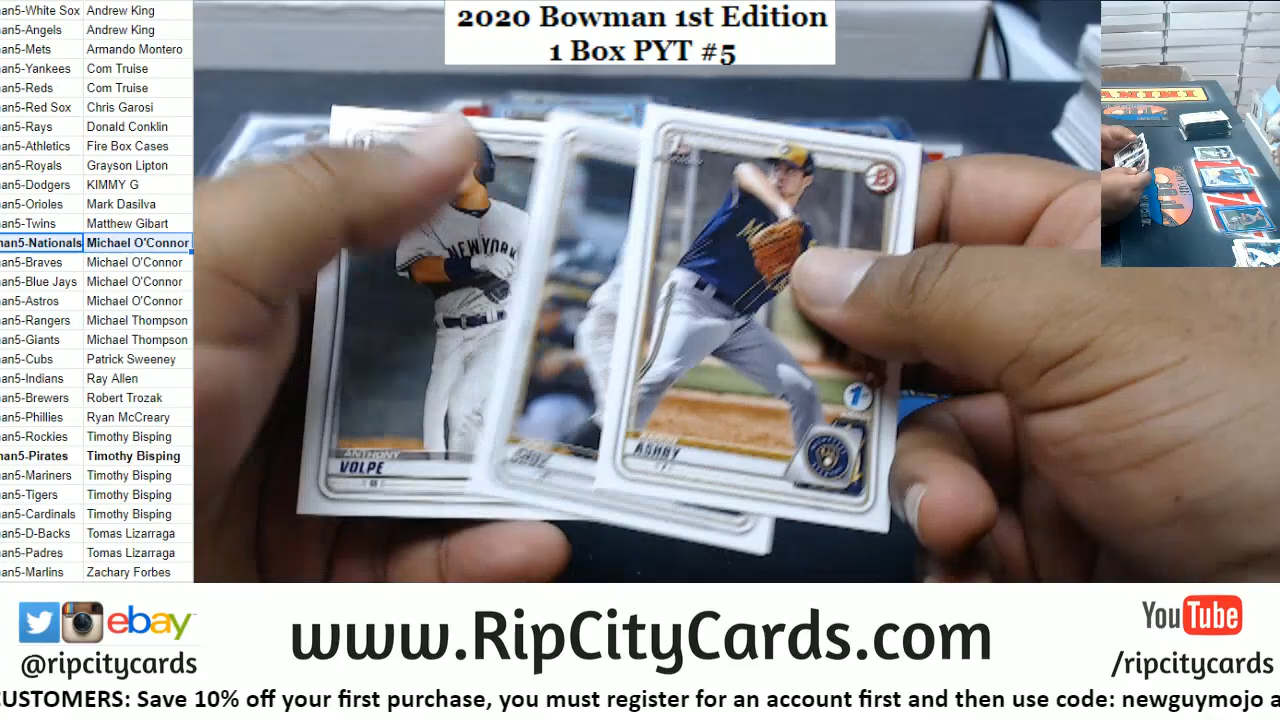 an5-White Sox Andrew King
an5-Angels Andrew King
an5-Mets Armando Montero
an5-Yankees Com Truise
an5-Reds Com Truise
an5-Red Sox Chris Garosi
an5-Rays Donald Conklin
an5-Athletics Fire Box Cases
an5-Royals Grayson Lipton
an5-Dodgers KIMMY G
an5-Orioles Mark Dasilva
an5-Twins Matthew Gibart
an5-Nationals Michael O'Connor
an5-Braves Michael O'Connor
an5-Blue Jays Michael O'Connor
an5-Astros Michael O'Connor
an5-Rangers Michael Thompson
an5-Giants Michael Thompson
an5-Cubs Patrick Sweeney
an5-Indians Ray Allen
an5-Brewers Robert Trozak
an5-Phillies Ryan McCreary
an5-Rockies Timothy Bisping
an5-Pirates Timothy Bisping
an5-Mariners Timothy Bisping
an5-Tigers Timothy Bisping
an5-Cardinals Timothy Bisping
an5-D-Backs Tomas Lizarraga
an5-Padres Tomas Lizarraga
an5-Marlins Zachary Forbes
2020 Bowman 1st Edition
1 Box PYT #5
NEW YORK
ANTHONY
VOLPE
ASHBY
B
1
ebay
@ripcitycards
www.RipCityCards.com
YouTube
/ripcitycards
CUSTOMERS: Save 10% off your first purchase, you must register for an account first and then use code: newguymojo a